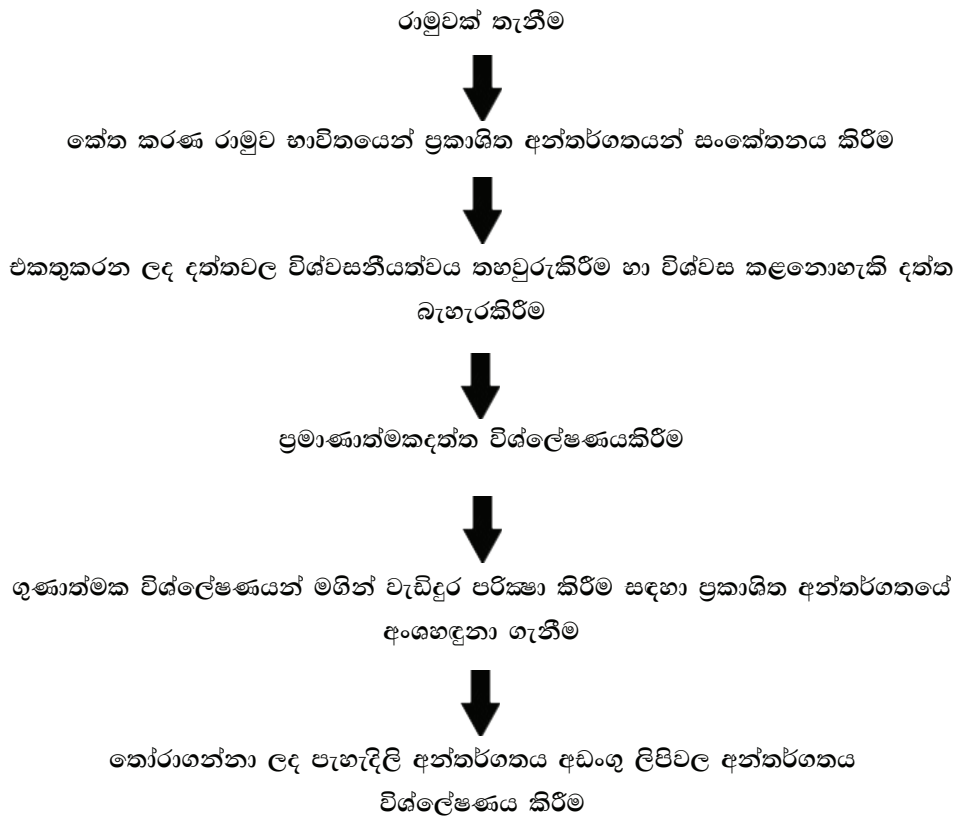 රාමුවක් තැනීම
කේත කරණ රාමුව භාවිතයෙන් ප්‍රකාශිත අන්තර්ගතයන් සංකේතනය කිරීම
එකතුකරන ලද දත්තවල විශ්වසනීයත්වය තහවුරුකිරීම හා විශ්වස කළනොහැකි දත්ත
බැහැරකිරීම
ප්‍රමාණාත්මකදත්ත විශ්ලේෂණයකිරීම
ගුණාත්මක විශ්ලේෂණයන් මගින් වැඩිදුර පරික්‍ෂා කිරීම සඳහා ප්‍රකාශිත අන්තර්ගතයේ
අංශහඳුනා ගැනීම
තෝරාගන්නා ලද පැහැදිලි අන්තර්ගතය අඩංගු ලිපිවල අන්තර්ගතය
විශ්ලේෂණය කිරීම